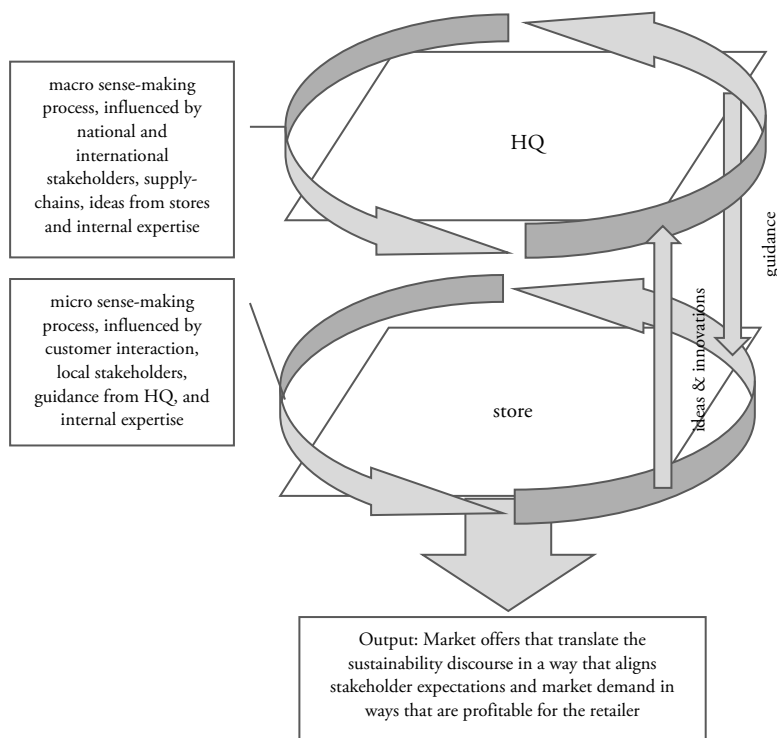 macro sense-making
process, influenced by
national and
international
stakeholders, supply-
chains, ideas from stores
and internal expertise
HQ
guidance
micro sense-making
process, influenced by
customer interaction,
local stakeholders,
guidance from HQ, and
internal expertise
ideas & innovations
store
Output: Market offers that translate the
sustainability discourse in a way that aligns
stakeholder expectations and market demand in
ways that are profitable for the retailer